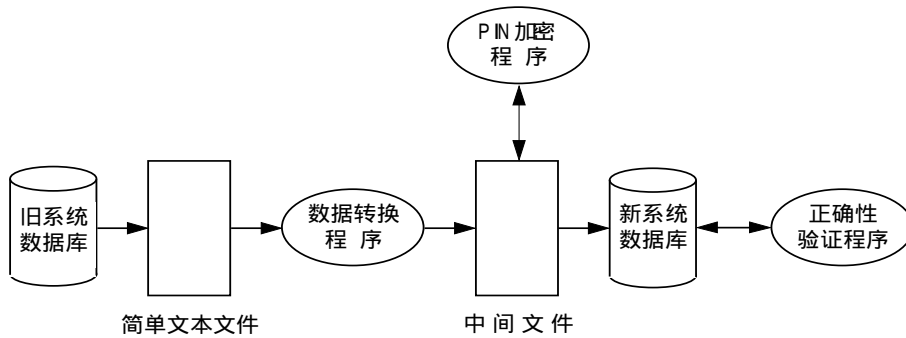 PIN加密
程 序
旧系统
数据库
数据转换
程 序
新系统
数据库
正确性
验证程序
简单文本文件
中 间 文 件